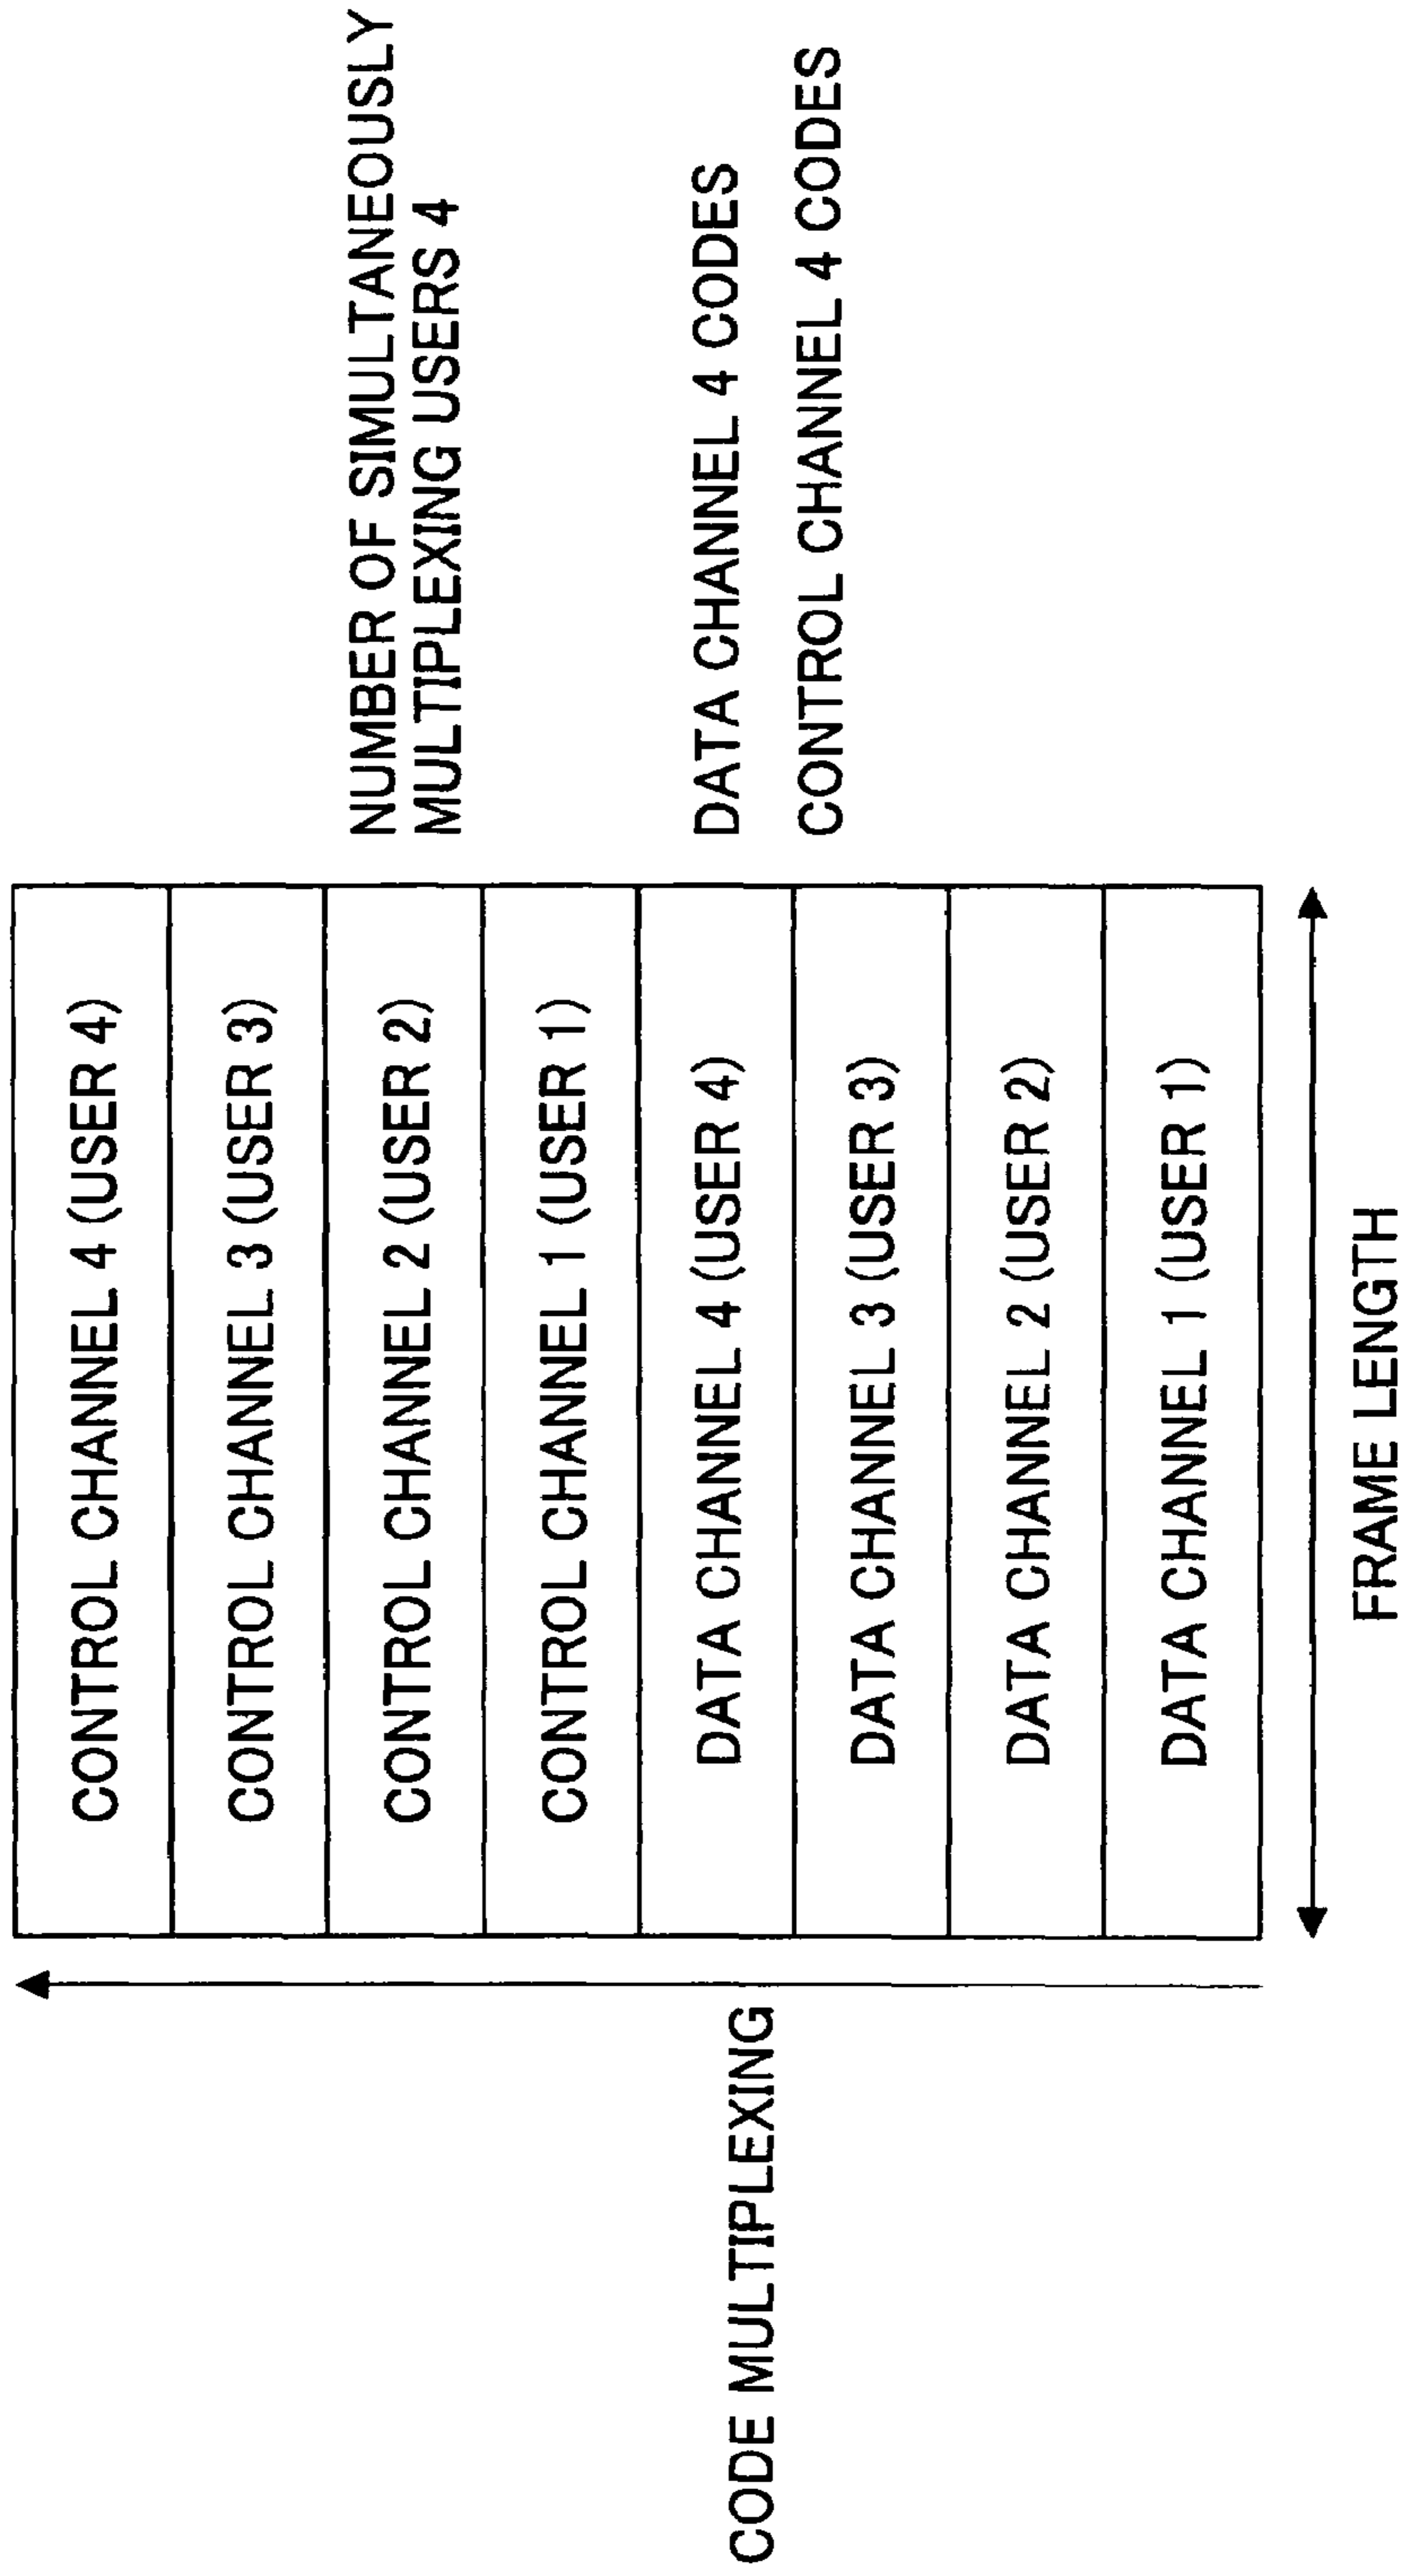 CODE MULTIPLEXING
CONTROL CHANNEL 4 (USER 4)
CONTROL CHANNEL 3 (USER 3)
CONTROL CHANNEL 2 (USER 2)
CONTROL CHANNEL 1 (USER 1)
DATA CHANNEL 4 (USER 4)
DATA CHANNEL 3 (USER 3)
DATA CHANNEL 2 (USER 2)
DATA CHANNEL 1 (USER 1)
FRAME LENGTH
NUMBER OF SIMULTANEOUSLY
MULTIPLEXING USERS 4
DATA CHANNEL 4 CODES
CONTROL CHANNEL 4 CODES